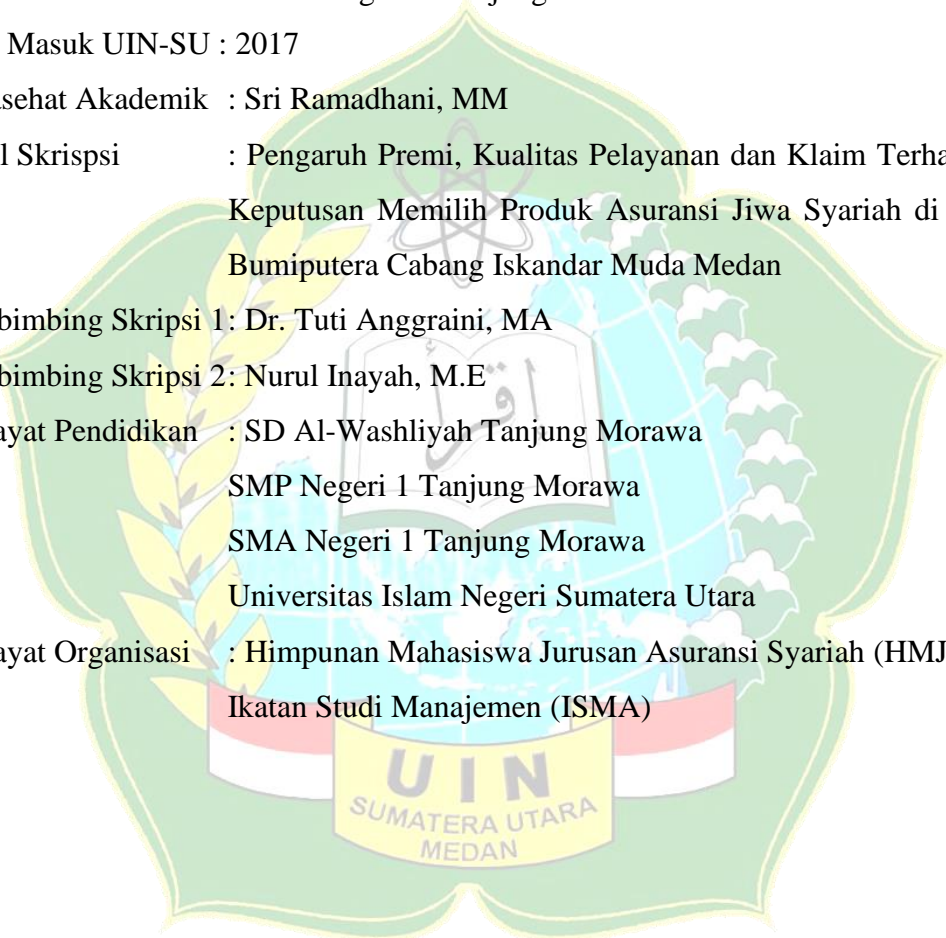 Masuk UIN-SU : 2017
asehat Akademik : Sri Ramadhani, MM
l Skrispsi : Pengaruh Premi, Kualitas Pelayanan dan Klaim Terha
Keputusan Memilih Produk Asuransi Jiwa Syariah di
Bumiputera Cabang Iskandar Muda Medan
bimbing Skripsi 1: Dr. Tuti Anggraini, MA
bimbing Skripsi 2: Nurul Inayah, M.E
ayat Pendidikan : SD Al-Washliyah Tanjung Morawa
SMP Negeri 1 Tanjung Morawa
SMA Negeri 1 Tanjung Morawa
Universitas Islam Negeri Sumatera Utara
ayat Organisasi : Himpunan Mahasiswa Jurusan Asuransi Syariah (HMJ
Ikatan Studi Manajemen (ISMA)
إقرأ
UIN
SUMATERA UTARA
MEDAN